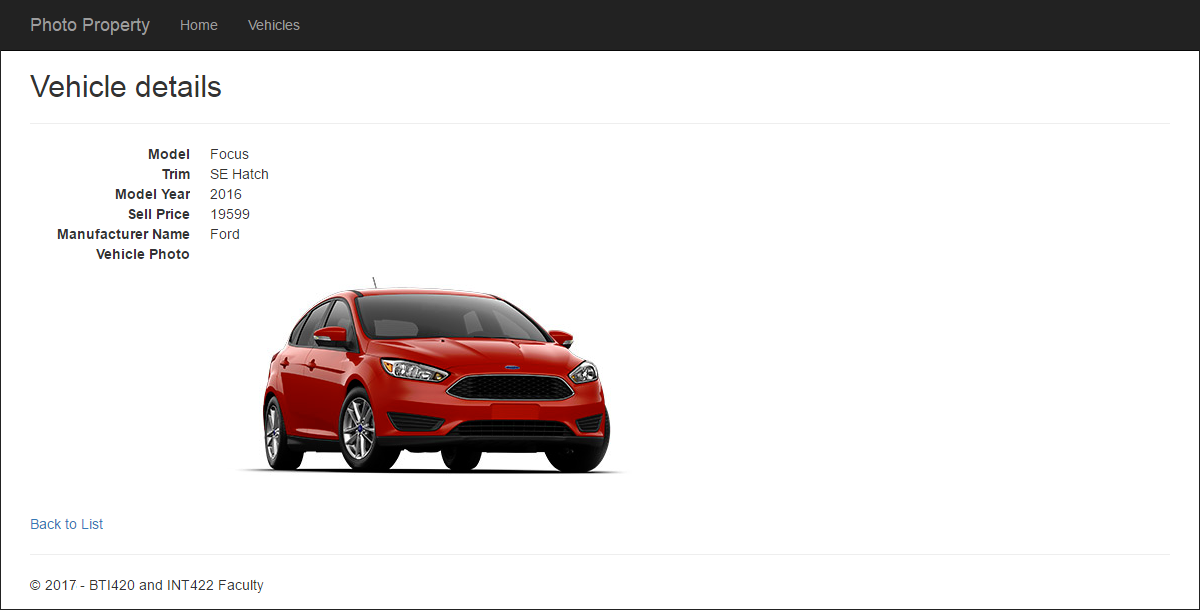 Photo Property Home Vehicles
Vehicle details
Model Focus
Trim SE Hatch
Model Year 2016
Sell Price 19599
Manufacturer Name Ford
Vehicle Photo
Back to List
© 2017 - BTI420 and INT422 Faculty